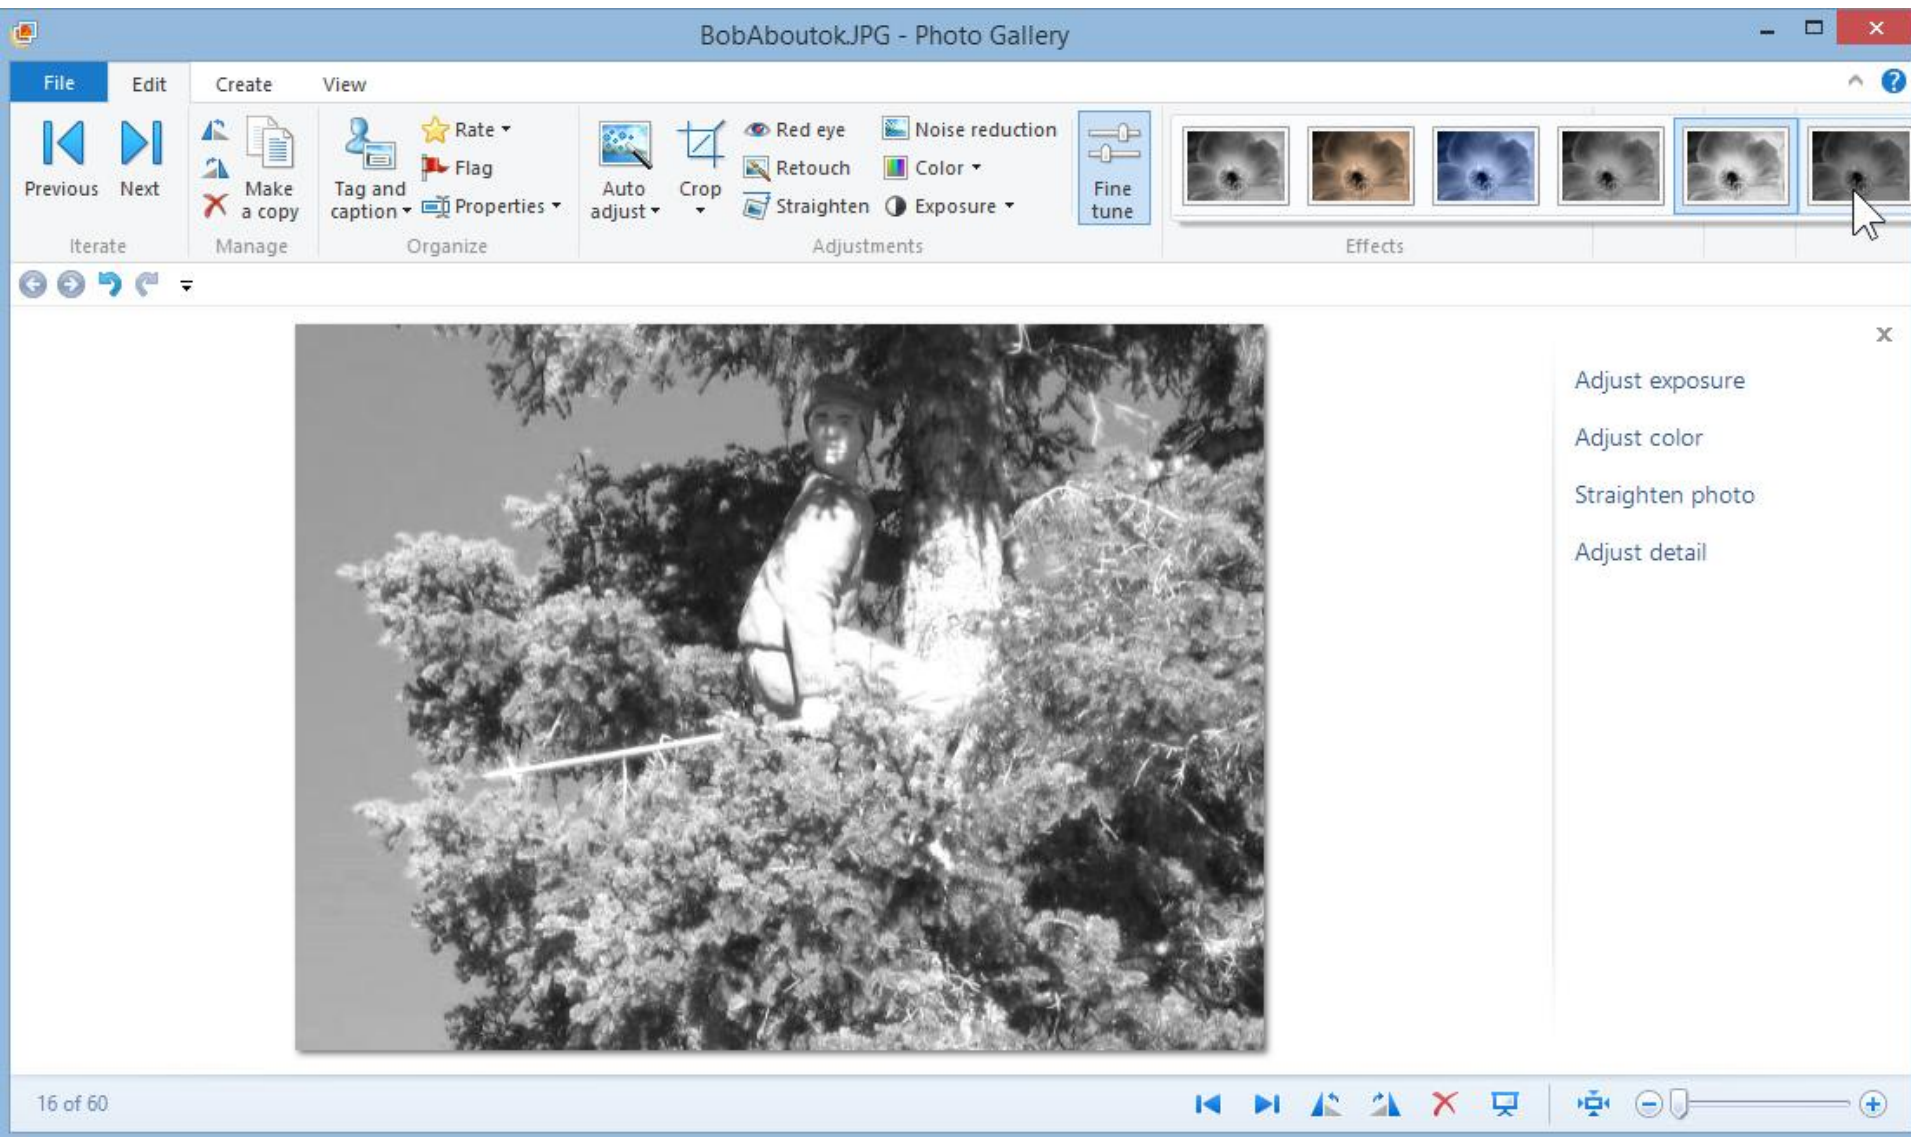 BobAboutok.JPG - Photo Gallery
File Edit Create View
Previous Next
Iterate
Make a copy
Manage
Tag and caption
Rate
Flag
Properties
Organize
Auto adjust
Crop
Red eye
Retouch
Straighten
Noise reduction
Color
Exposure
Adjustments
Fine tune
Effects
Adjust exposure
Adjust color
Straighten photo
Adjust detail
16 of 60